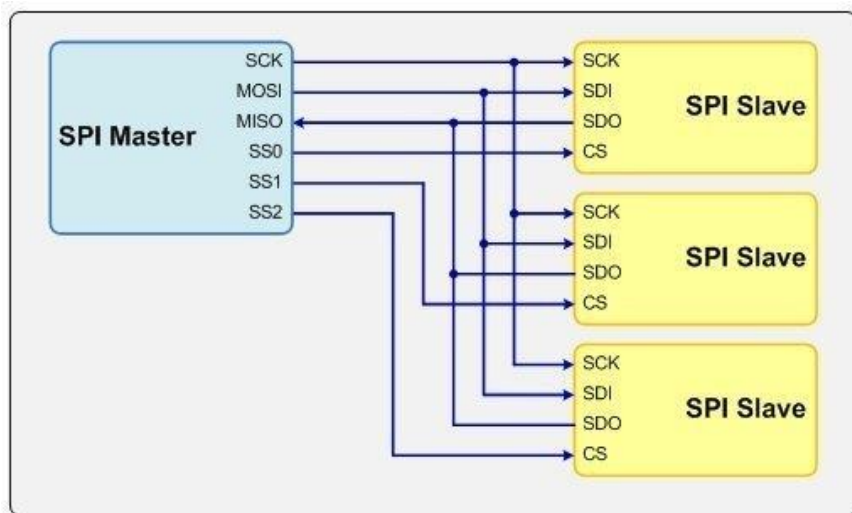 SPI Master
SCK
MOSI
MISO
SS0
SS1
SS2
SCK
SDI
SDO
CS
SPI Slave
SCK
SDI
SDO
CS
SPI Slave
SCK
SDI
SDO
CS
SPI Slave